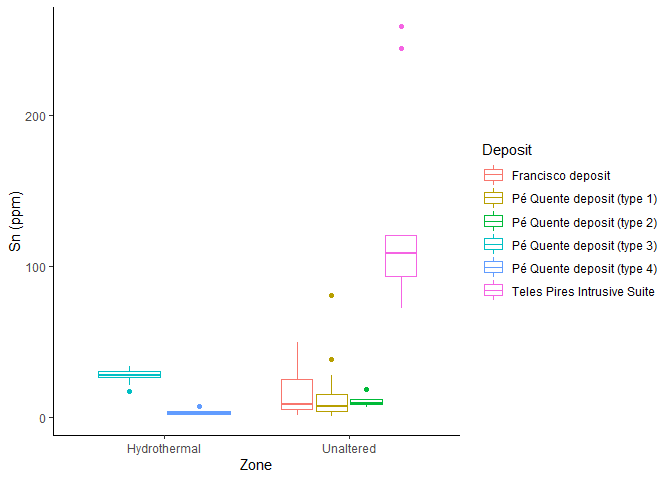 200
100
0
Sn (ppm)
Hydrothermal
Unaltered
Zone
Deposit
Francisco deposit
Pé Quente deposit (type 1)
Pé Quente deposit (type 2)
Pé Quente deposit (type 3)
Pé Quente deposit (type 4)
Teles Pires Intrusive Suite